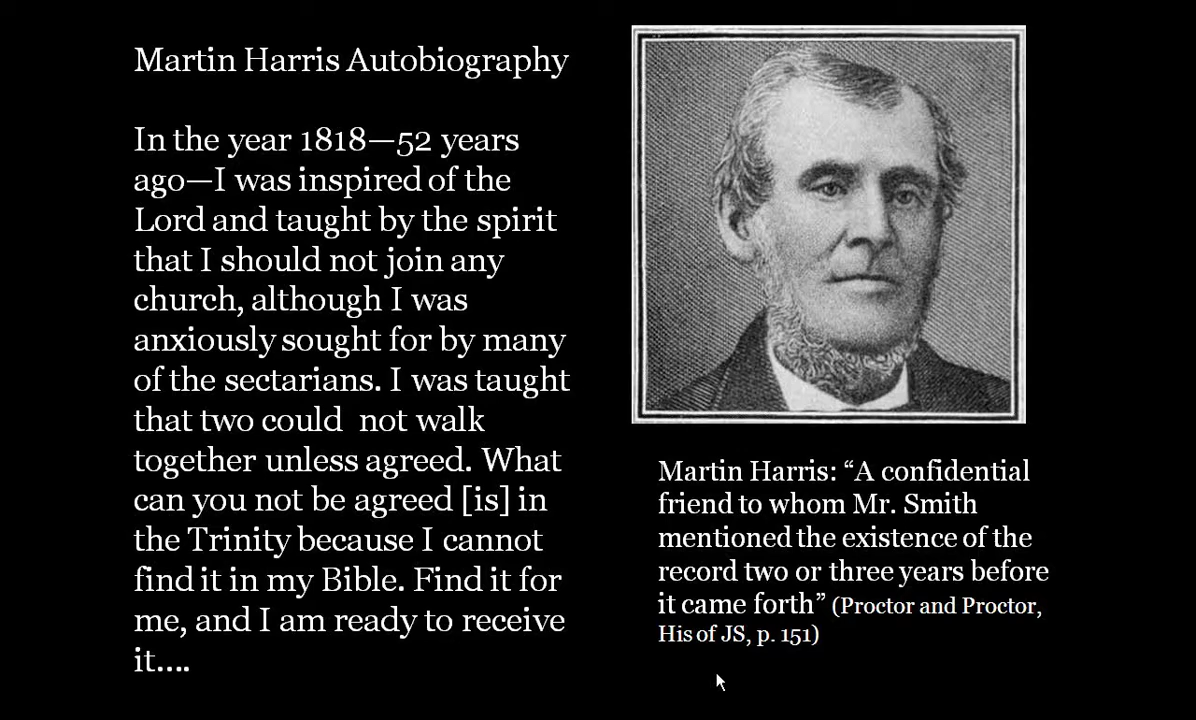 Martin Harris Autobiography
In the year 1818—52 years
ago—I was inspired of the
Lord and taught by the spirit
that I should not join any
church, although I was
anxiously sought for by many
of the sectarians. I was taught
that two could  not walk
together unless agreed. What
can you not be agreed [is] in
the Trinity because I cannot
find it in my Bible. Find it for
me, and I am ready to receive
it....
Martin Harris: “A confidential
friend to whom Mr. Smith
mentioned the existence of the
record two or three years before
it came forth” (Proctor and Proctor,
His of JS, p. 151)